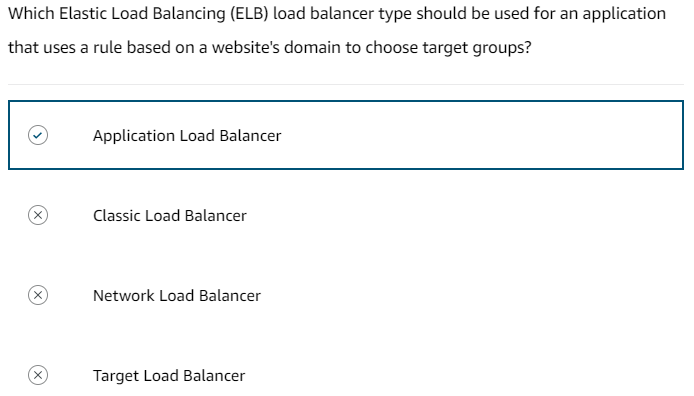 Which Elastic Load Balancing (ELB) load balancer type should be used for an application
that uses a rule based on a website's domain to choose target groups?
Application Load Balancer
Classic Load Balancer
Network Load Balancer
Target Load Balancer